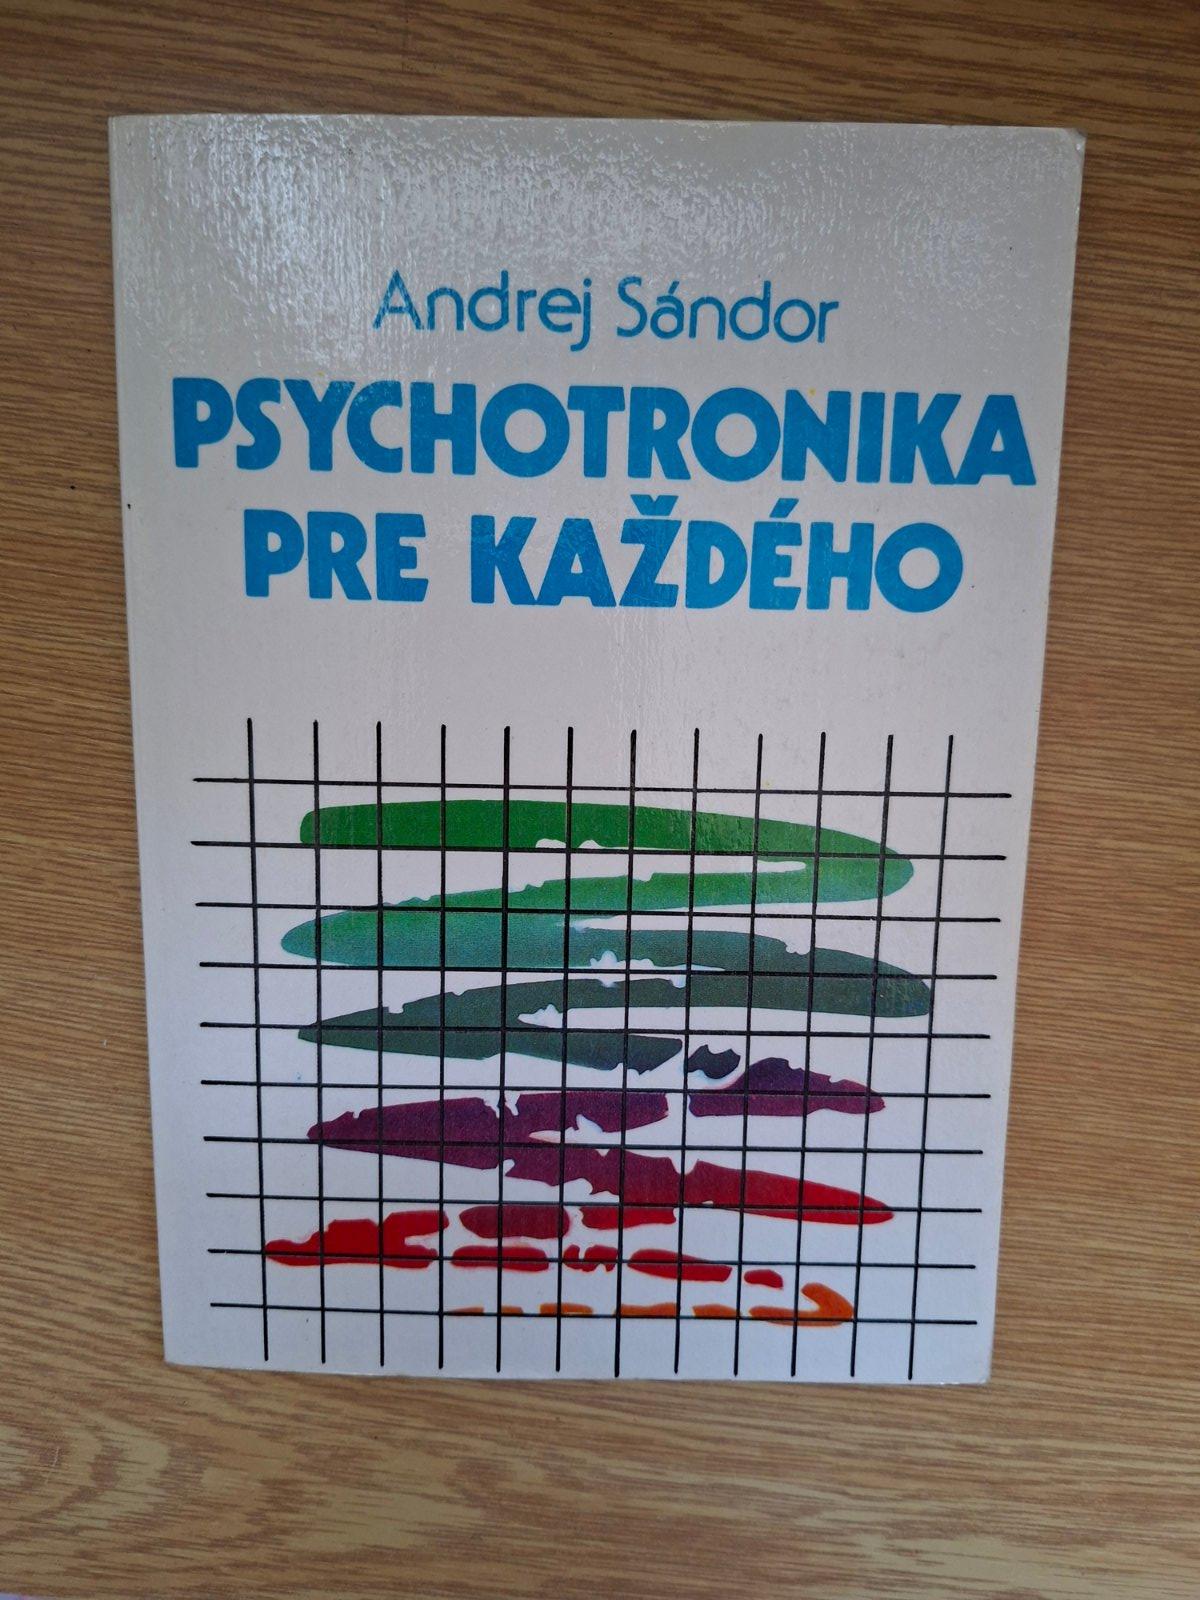 Andrej Sándor
PSYCHOTRONIKA
PRE KAŽDÉHO